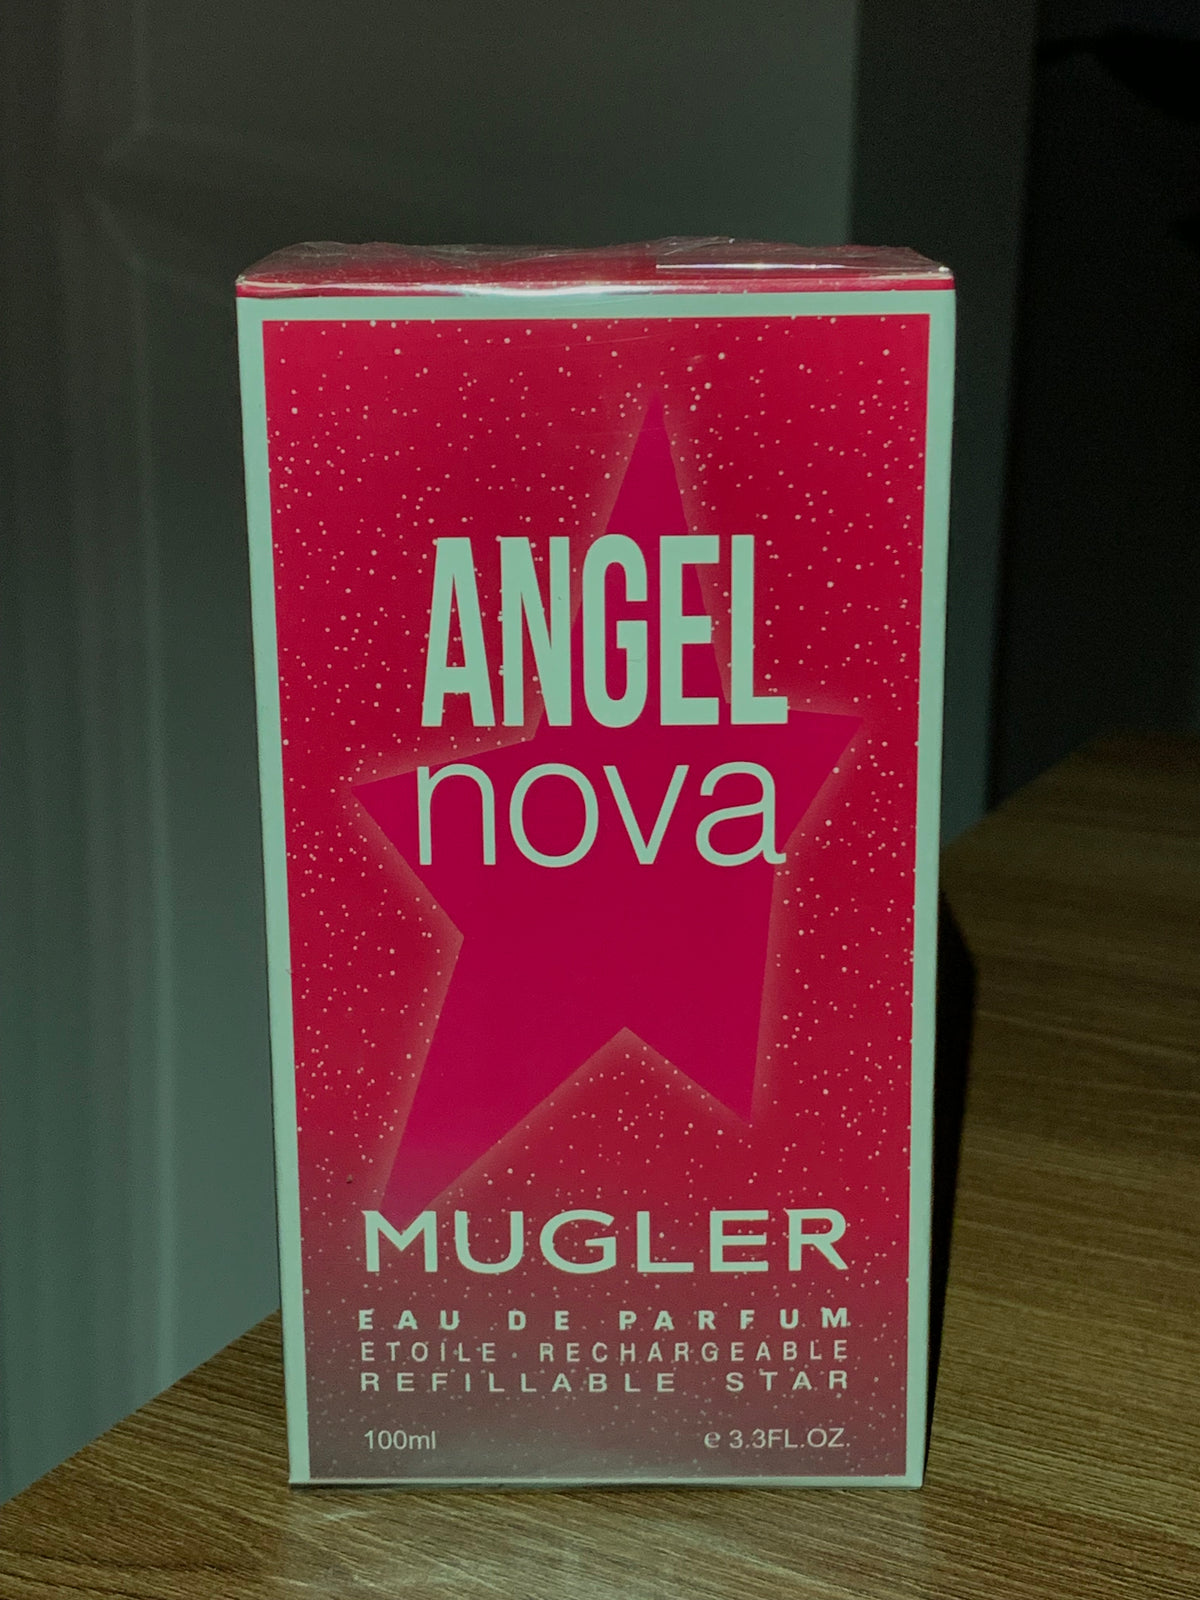 ANGEL
nova
MUGLER
EAU DE PARFUM
ETOILE RECHARGEABLE
REFILLABLE STAR
100ml ℮ 3.3FL.OZ.